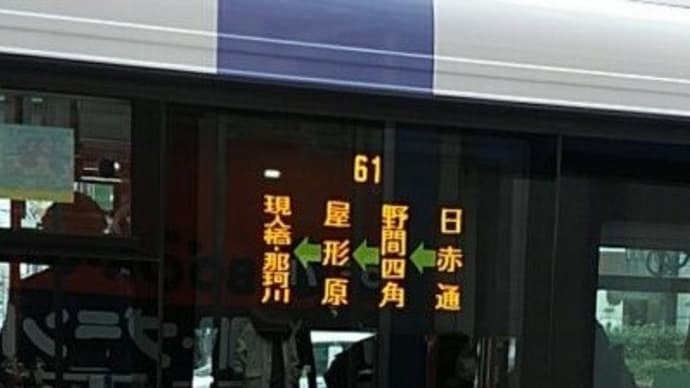 61
日赤通
野間四角
屋形原
現人橋・那珂川